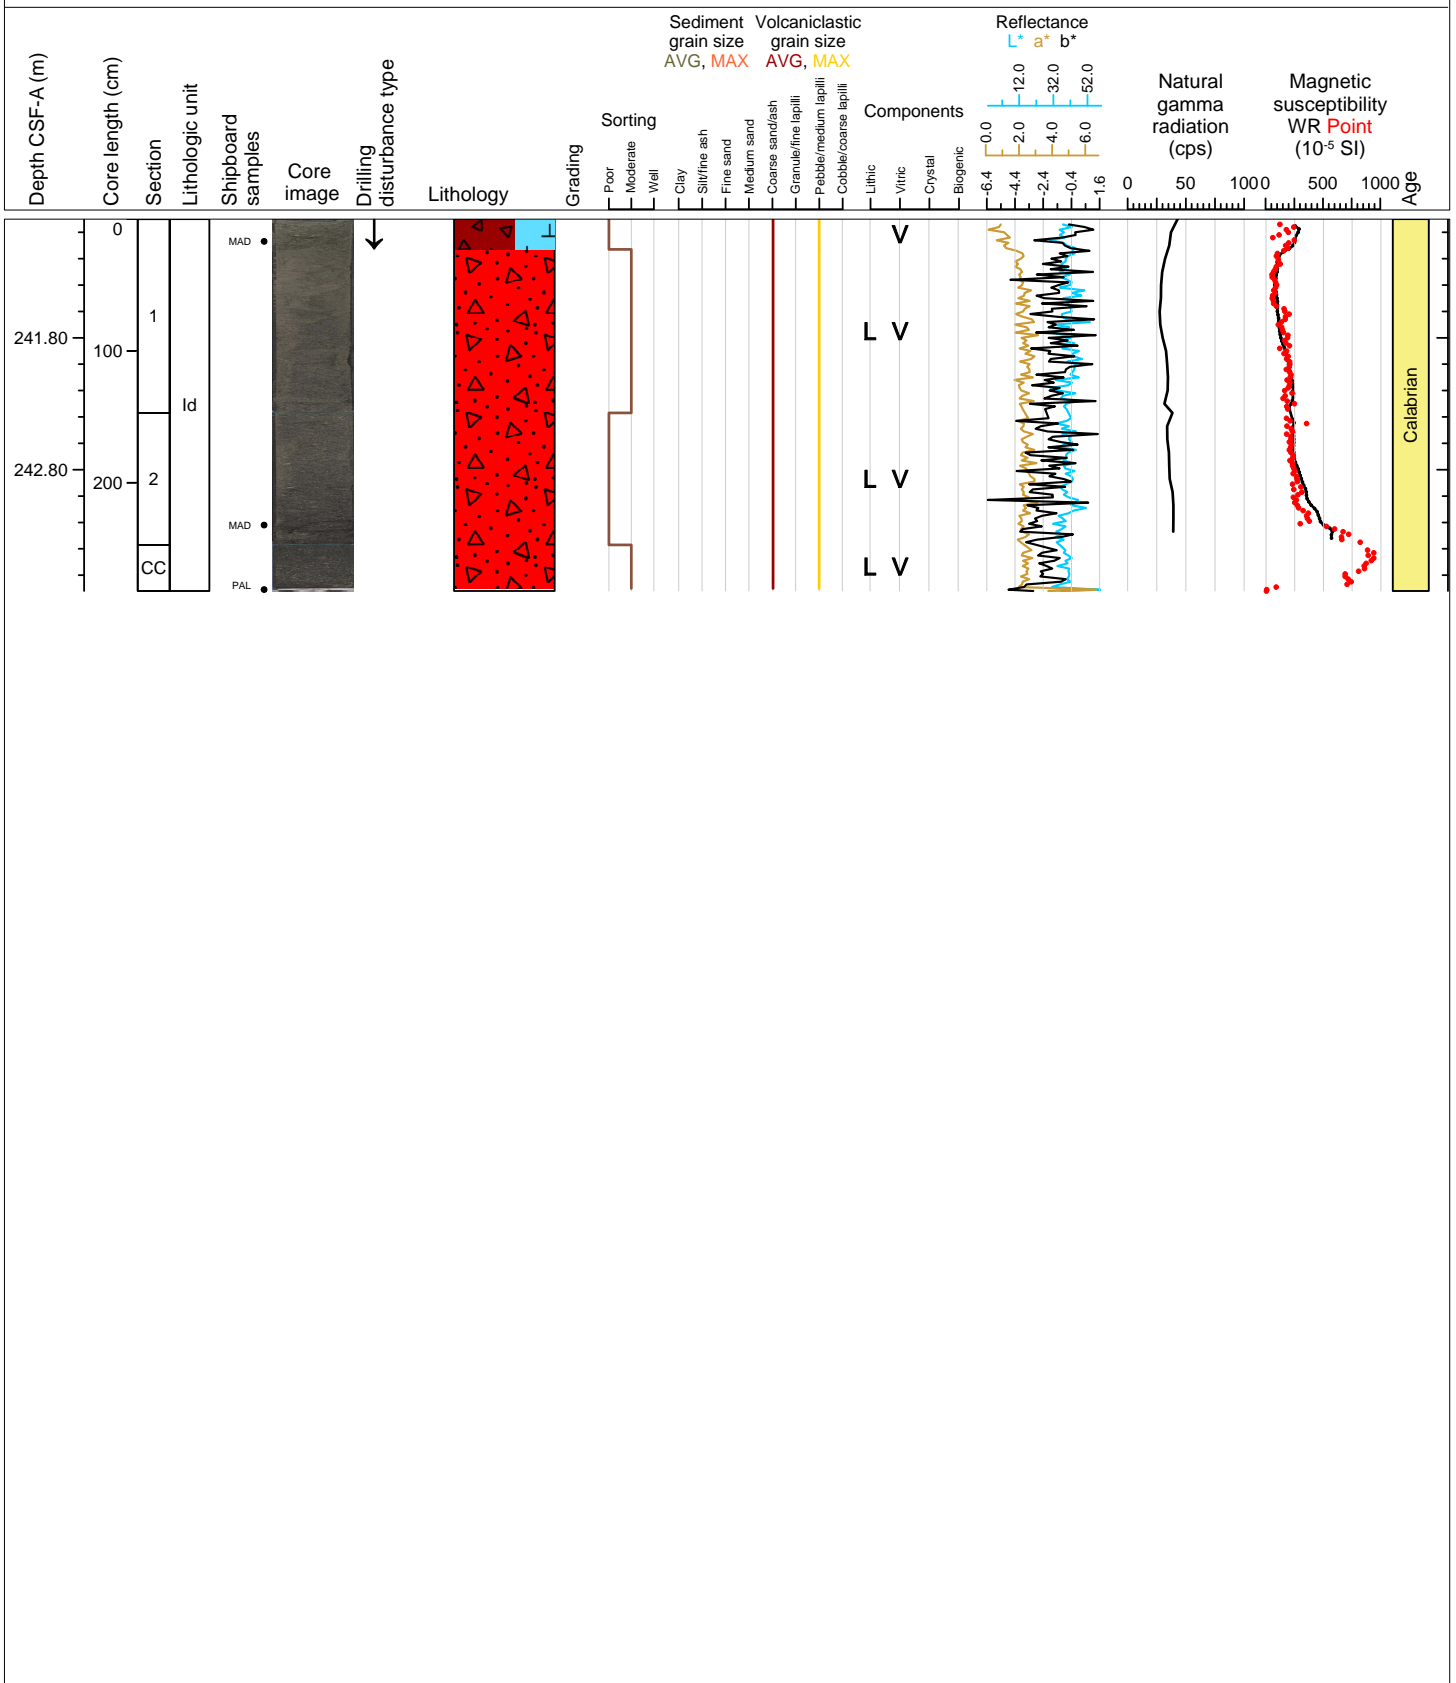 Depth CSF-A (m)
Core length (cm)
Section
Lithologic unit
Shipboard
samples
Core
image
Drilling
disturbance type
Lithology
Grading
Sorting
Poor
Moderate
Well
Sediment
grain size
AVG, MAX
Volcaniclastic
grain size
AVG, MAX
Clay
Silt/fine ash
Fine sand
Medium sand
Coarse sand/ash
Granule/fine lapilli
Pebble/medium lapilli
Cobble/coarse lapilli
Components
Lithic
Vitric
Crystal
Biogenic
Reflectance
L* a* b*
12.0 32.0 52.0
0.0 2.0 4.0 6.0
-6.4 -4.4 -2.4 -0.4 1.6
Natural
gamma
radiation
(cps)
0 50 100
Magnetic
susceptibility
WR Point
(10-5 SI)
0 500 1000
Age
0
MAD
V
1
241.80
100
L V
Id
Calabrian
242.80
200
2
L V
MAD
CC
L V
PAL